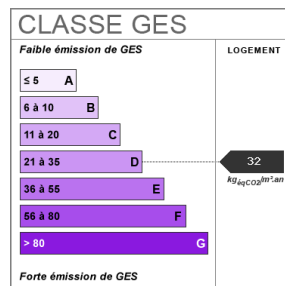 CLASSE GES
Faible émission de GES
LOGEMENT
≤ 5 A
6 à 10 B
11 à 20 C
21 à 35 D
32
kgéqCO2/m².an
36 à 55 E
56 à 80 F
> 80 G
Forte émission de GES